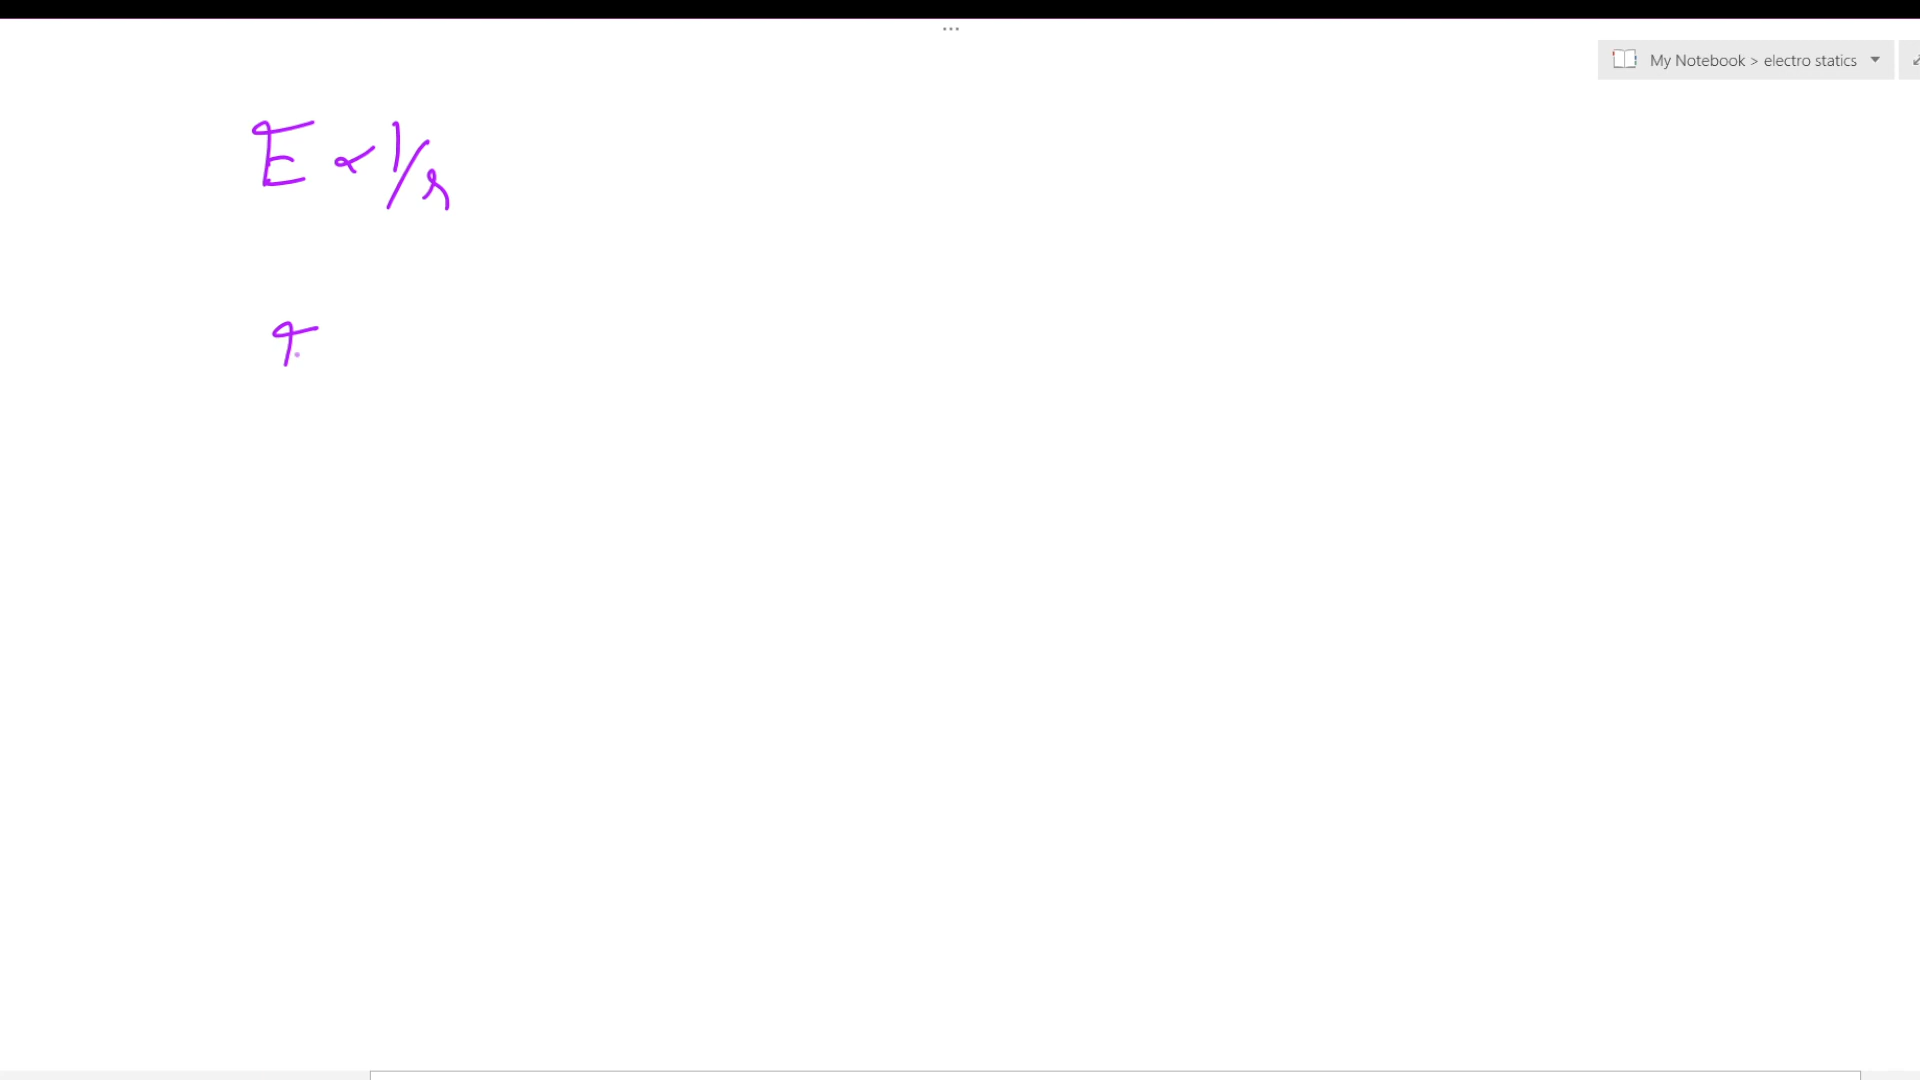 ...
My Notebook > electro statics
E ∝ 1/r